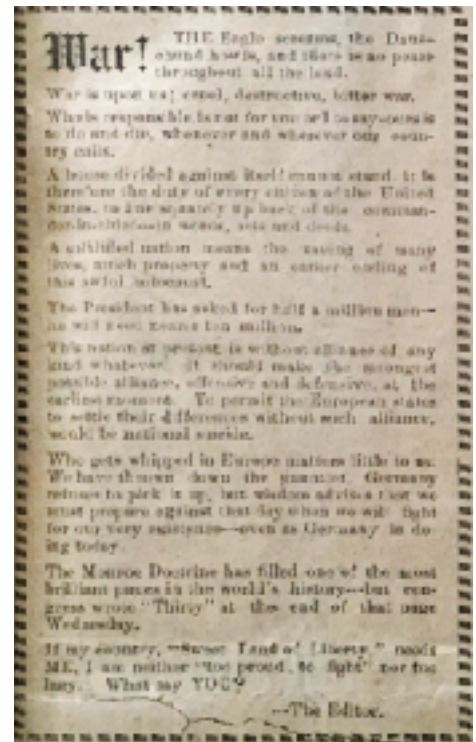 War! THE Eagle screams, the Dachs-
hund howls, and there is no peace
throughout all the land.
War is upon us; cruel, destructive, bitter war.
Who is responsible is not for you or I to say—ours is
to do and die, whenever and wherever our coun-
try calls.
A house divided against itself cannot stand. It is
therefore the duty of every citizen of the United
States, to line squarely up back of the comman-
der-in-chief—in words, acts and deeds.
A nation means the saving of many
lives, much property and an earlier ending of
this awful holocaust.
The President has asked for half a million men—
he will need means ten million.
This nation at present is without alliance of any
kind whatever. It should make the strongest
possible alliance, offensive and defensive, at the
earliest moment. To permit the European states
to settle their differences without such alliance,
would be national suicide.
Who gets whipped in Europe matters little to us.
We have thrown down the gauntlet, Germany
refuses to pick it up, but wisdom advises that we
must prepare against that day when we will fight
for our very existence—even as Germany is do-
ing today.
The Monroe Doctrine has filled one of the most
brilliant pages in the world's history—but con-
gress wrote "Thirty" at the end of that page
Wednesday.
If my country, "Sweet Land of Liberty," needs
ME, I am neither "too proud to fight" nor too
lazy. What say YOU?
—The Editor.